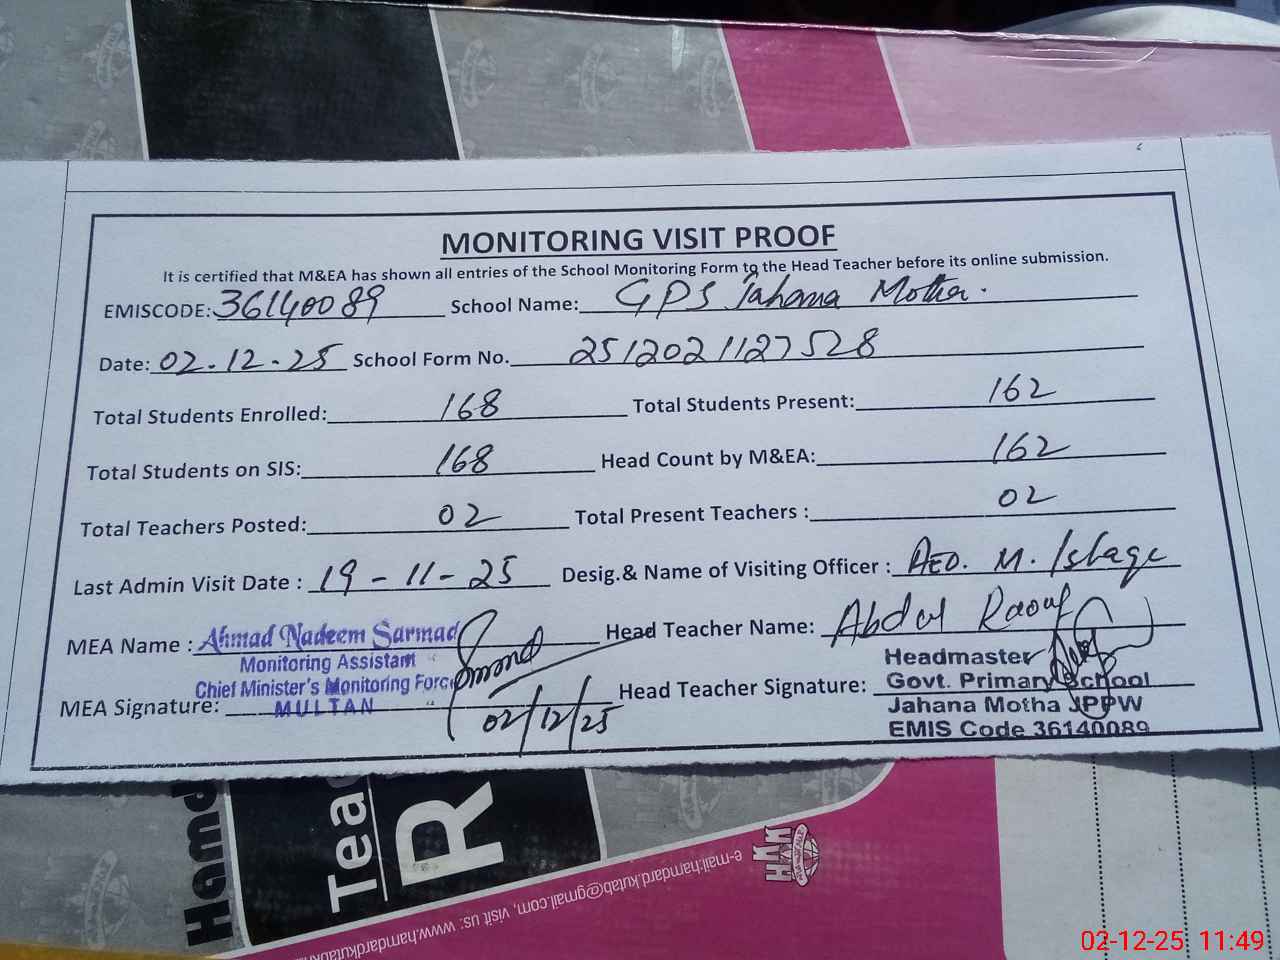 MONITORING VISIT PROOF
It is certified that M&EA has shown all entries of the School Monitoring Form to the Head Teacher before its online submission.
EMISCODE: 36140089 School Name: GPS Jahana Motha.
Date: 02.12.25 School Form No. 2512021127528
Total Students Enrolled: 168 Total Students Present: 162
Total Students on SIS: 168 Head Count by M&EA: 162
Total Teachers Posted: 02 Total Present Teachers : 02
Last Admin Visit Date : 19-11-25 Desig.& Name of Visiting Officer : AEO. M. Ishaqe
MEA Name : Ahmad Nadeem Sarmad Head Teacher Name: Abdul Raouf
Monitoring Assistant
Chief Minister's Monitoring Force
MULTAN
MEA Signature: 02/12/25 Head Teacher Signature:
Headmaster
Govt. Primary School
Jahana Motha JPPW
EMIS Code 36140089
Hamd
Tea
R
e-mail:hamdard.kutab@gmail.com, visit us: www.hamdardkutabkh
HKK
02-12-25 11:49